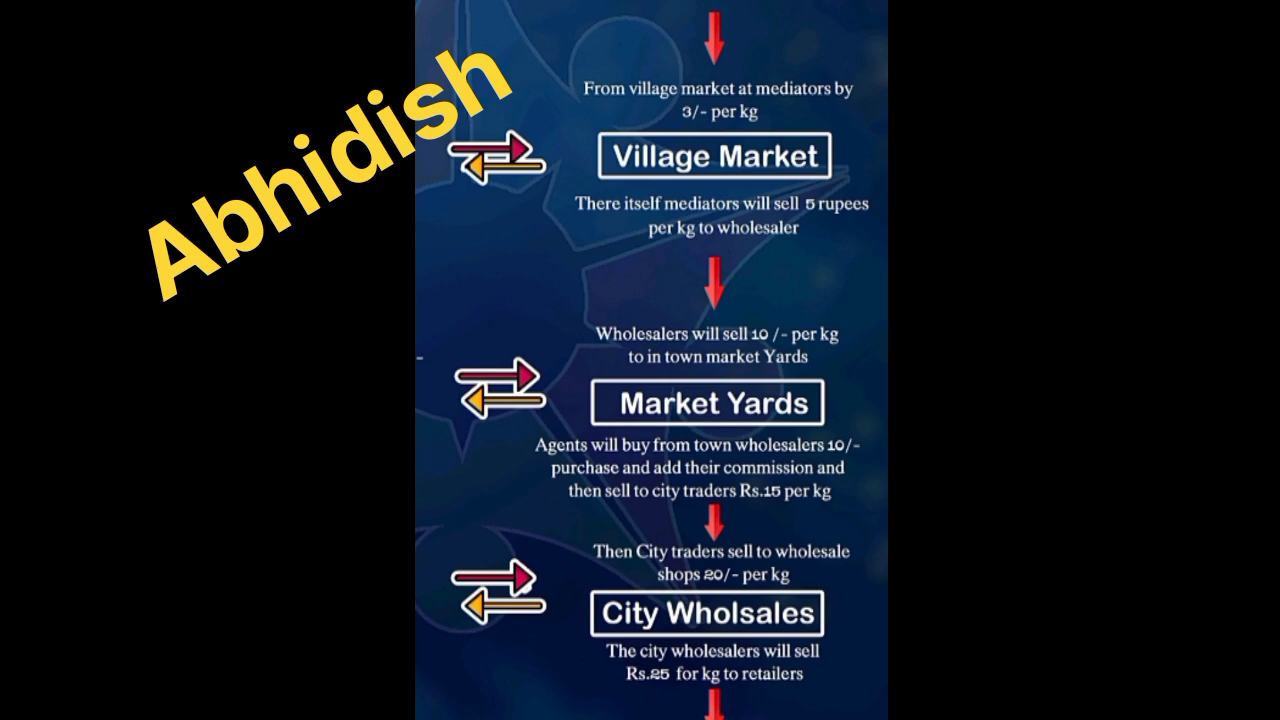 Abhidish
From village market at mediators by
3/- per kg
Village Market
There itself mediators will sell 5 rupees
per kg to wholesaler
Wholesalers will sell 10 /- per kg
to in town market Yards
Market Yards
Agents will buy from town wholesalers 10/-
purchase and add their commission and
then sell to city traders Rs.15 per kg
Then City traders sell to wholesale
shops 20/- per kg
City Wholsales
The city wholesalers will sell
Rs.25 for kg to retailers